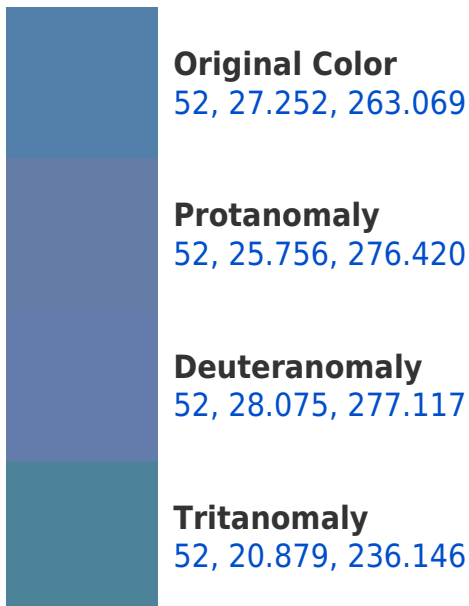 Original Color
52, 27.252, 263.069
Protanomaly
52, 25.756, 276.420
Deuteranomaly
52, 28.075, 277.117
Tritanomaly
52, 20.879, 236.146